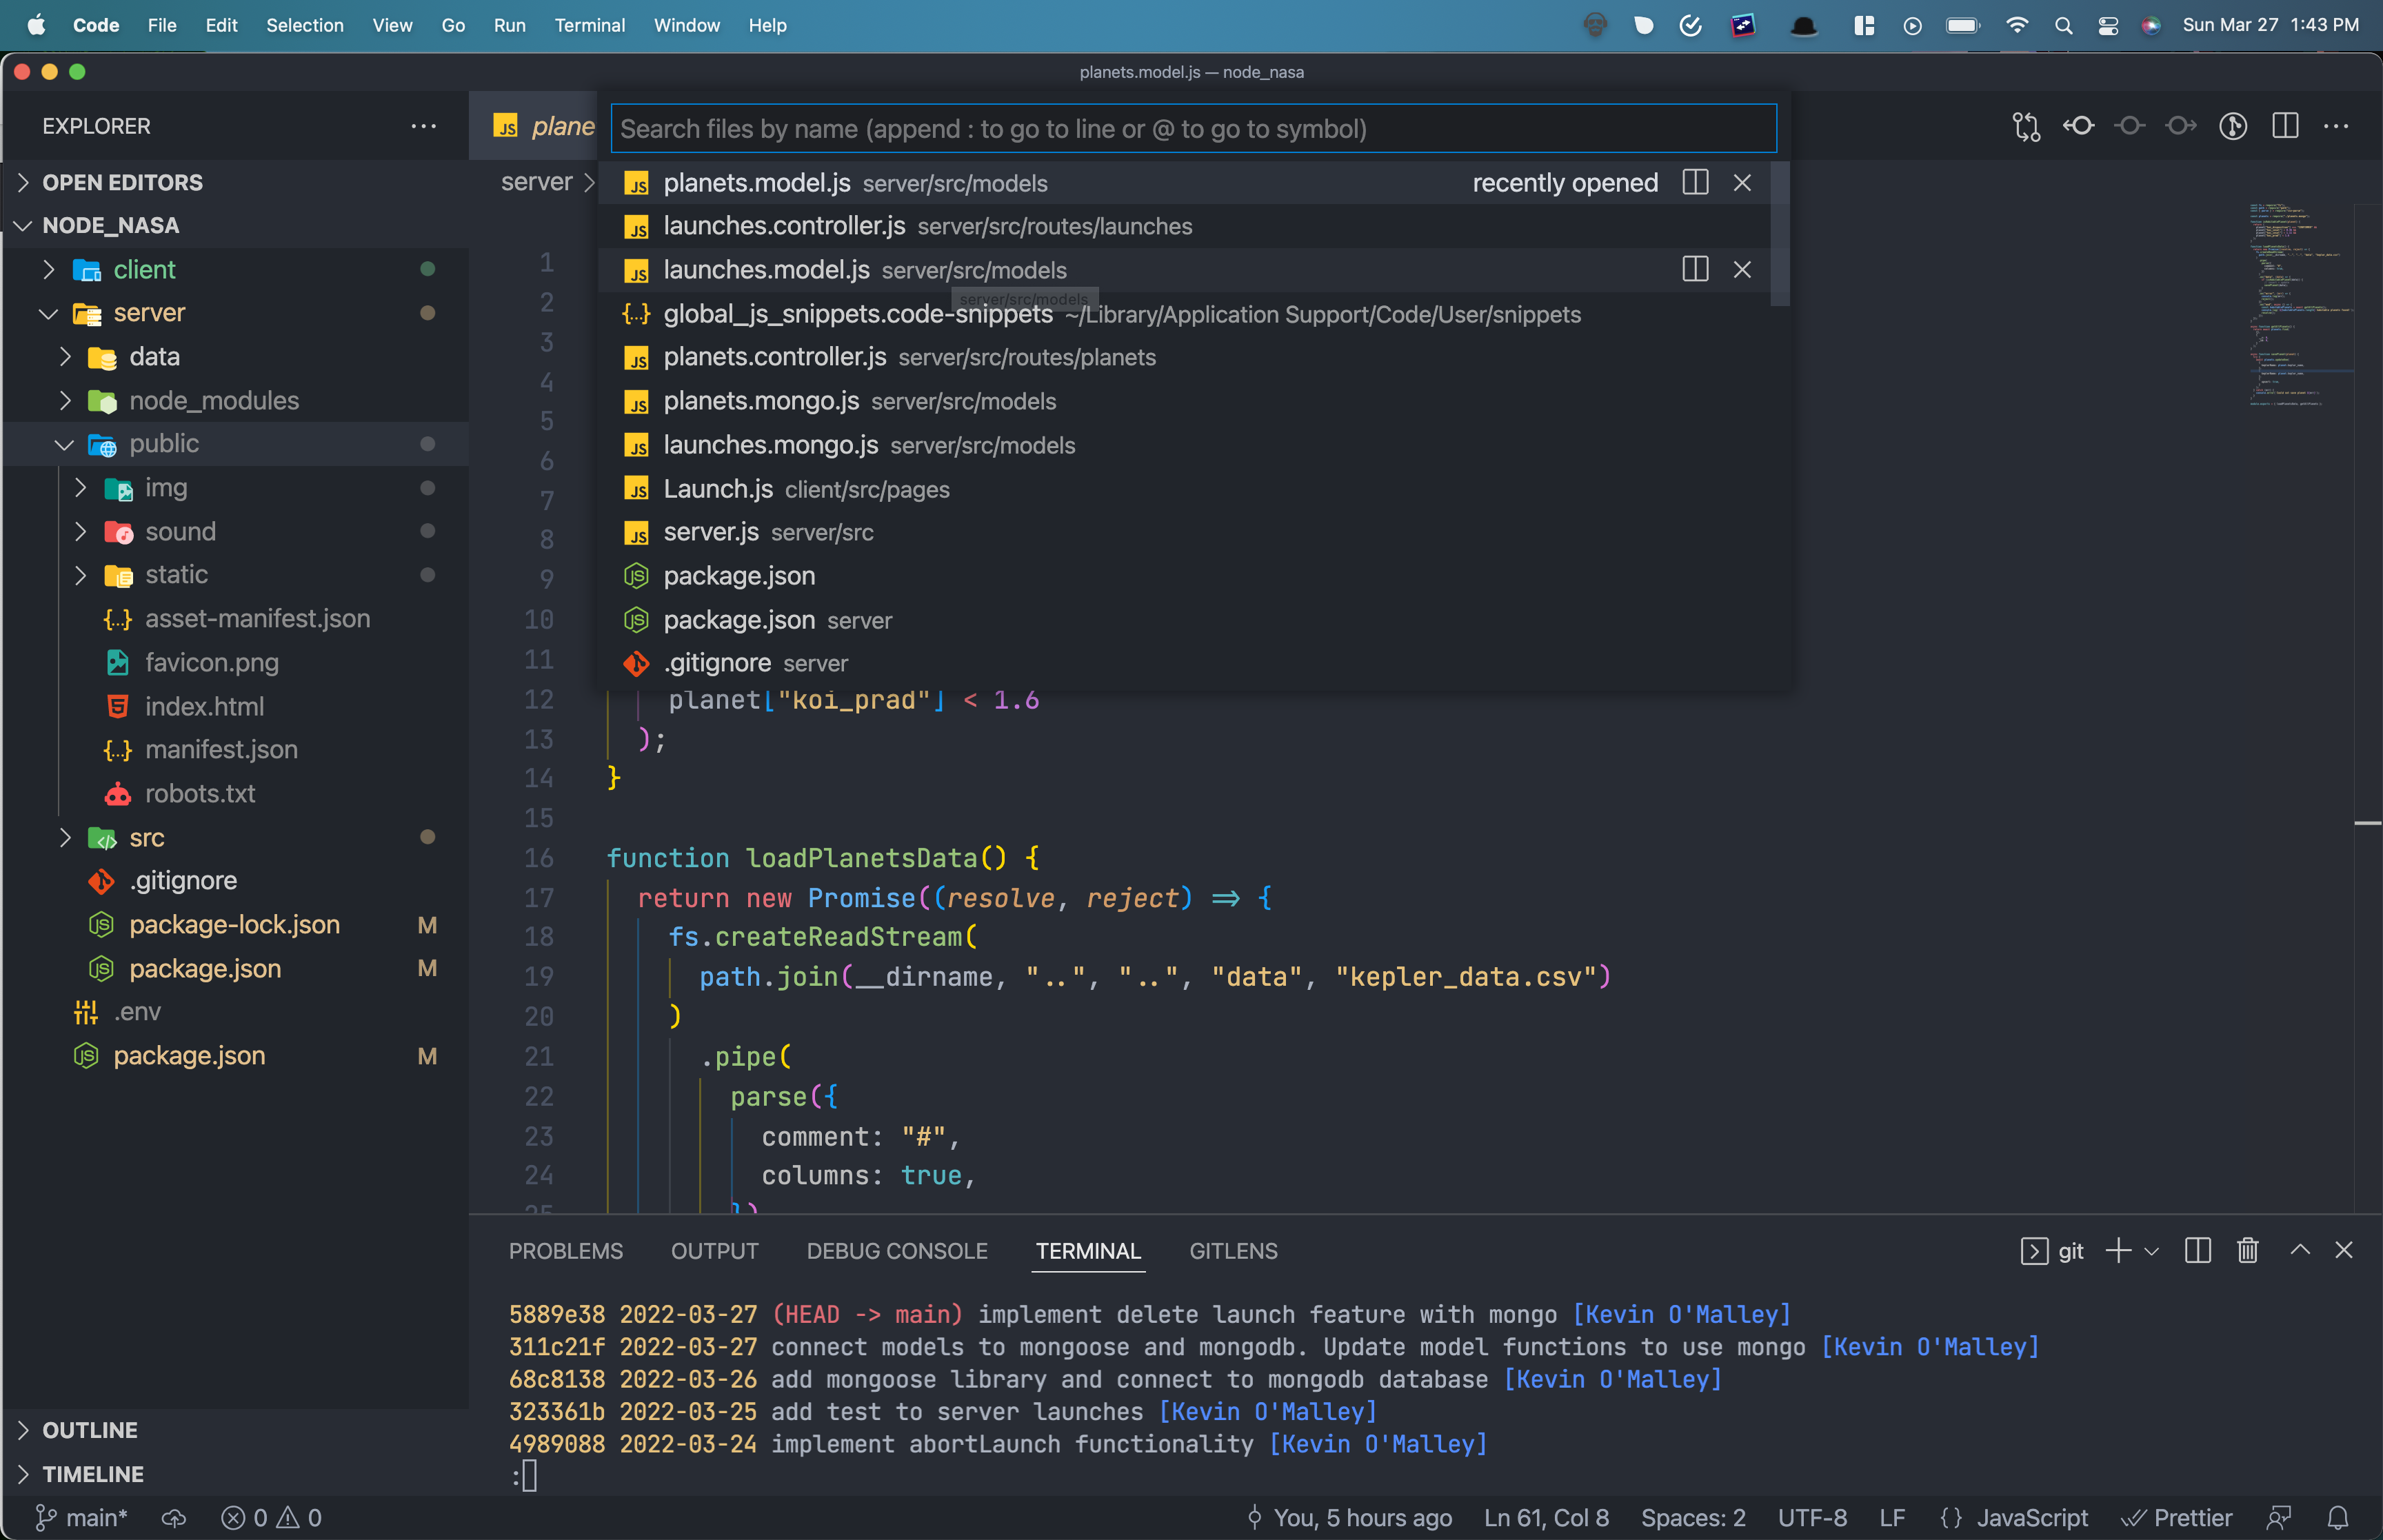 Code File Edit Selection View Go Run Terminal Window Help Sun Mar 27 1:43 PM
planets.model.js — node_nasa
EXPLORER
JS plane
Search files by name (append : to go to line or @ to go to symbol)
OPEN EDITORS
NODE_NASA
client
server
data
node_modules
public
img
sound
static
asset-manifest.json
favicon.png
index.html
manifest.json
robots.txt
src
.gitignore
package-lock.json M
package.json M
.env
package.json M
OUTLINE
TIMELINE
server >
JS planets.model.js server/src/models recently opened
JS launches.controller.js server/src/routes/launches
JS launches.model.js server/src/models
server/src/models
{..} global_js_snippets.code-snippets ~/Library/Application Support/Code/User/snippets
JS planets.controller.js server/src/routes/planets
JS planets.mongo.js server/src/models
JS launches.mongo.js server/src/models
JS Launch.js client/src/pages
JS server.js server/src
package.json
package.json server
.gitignore server
1
2
3
4
5
6
7
8
9
10
11
12 planet["koi_prad"] < 1.6
13 );
14 }
15
16 function loadPlanetsData() {
17 return new Promise((resolve, reject) => {
18 fs.createReadStream(
19 path.join(__dirname, "..", "..", "data", "kepler_data.csv")
20 )
21 .pipe(
22 parse({
23 comment: "#",
24 columns: true,
25 })
PROBLEMS OUTPUT DEBUG CONSOLE TERMINAL GITLENS git
5889e38 2022-03-27 (HEAD -> main) implement delete launch feature with mongo [Kevin O'Malley]
311c21f 2022-03-27 connect models to mongoose and mongodb. Update model functions to use mongo [Kevin O'Malley]
68c8138 2022-03-26 add mongoose library and connect to mongodb database [Kevin O'Malley]
323361b 2022-03-25 add test to server launches [Kevin O'Malley]
4989088 2022-03-24 implement abortLaunch functionality [Kevin O'Malley]
:
main* 0 0 You, 5 hours ago Ln 61, Col 8 Spaces: 2 UTF-8 LF {} JavaScript Prettier